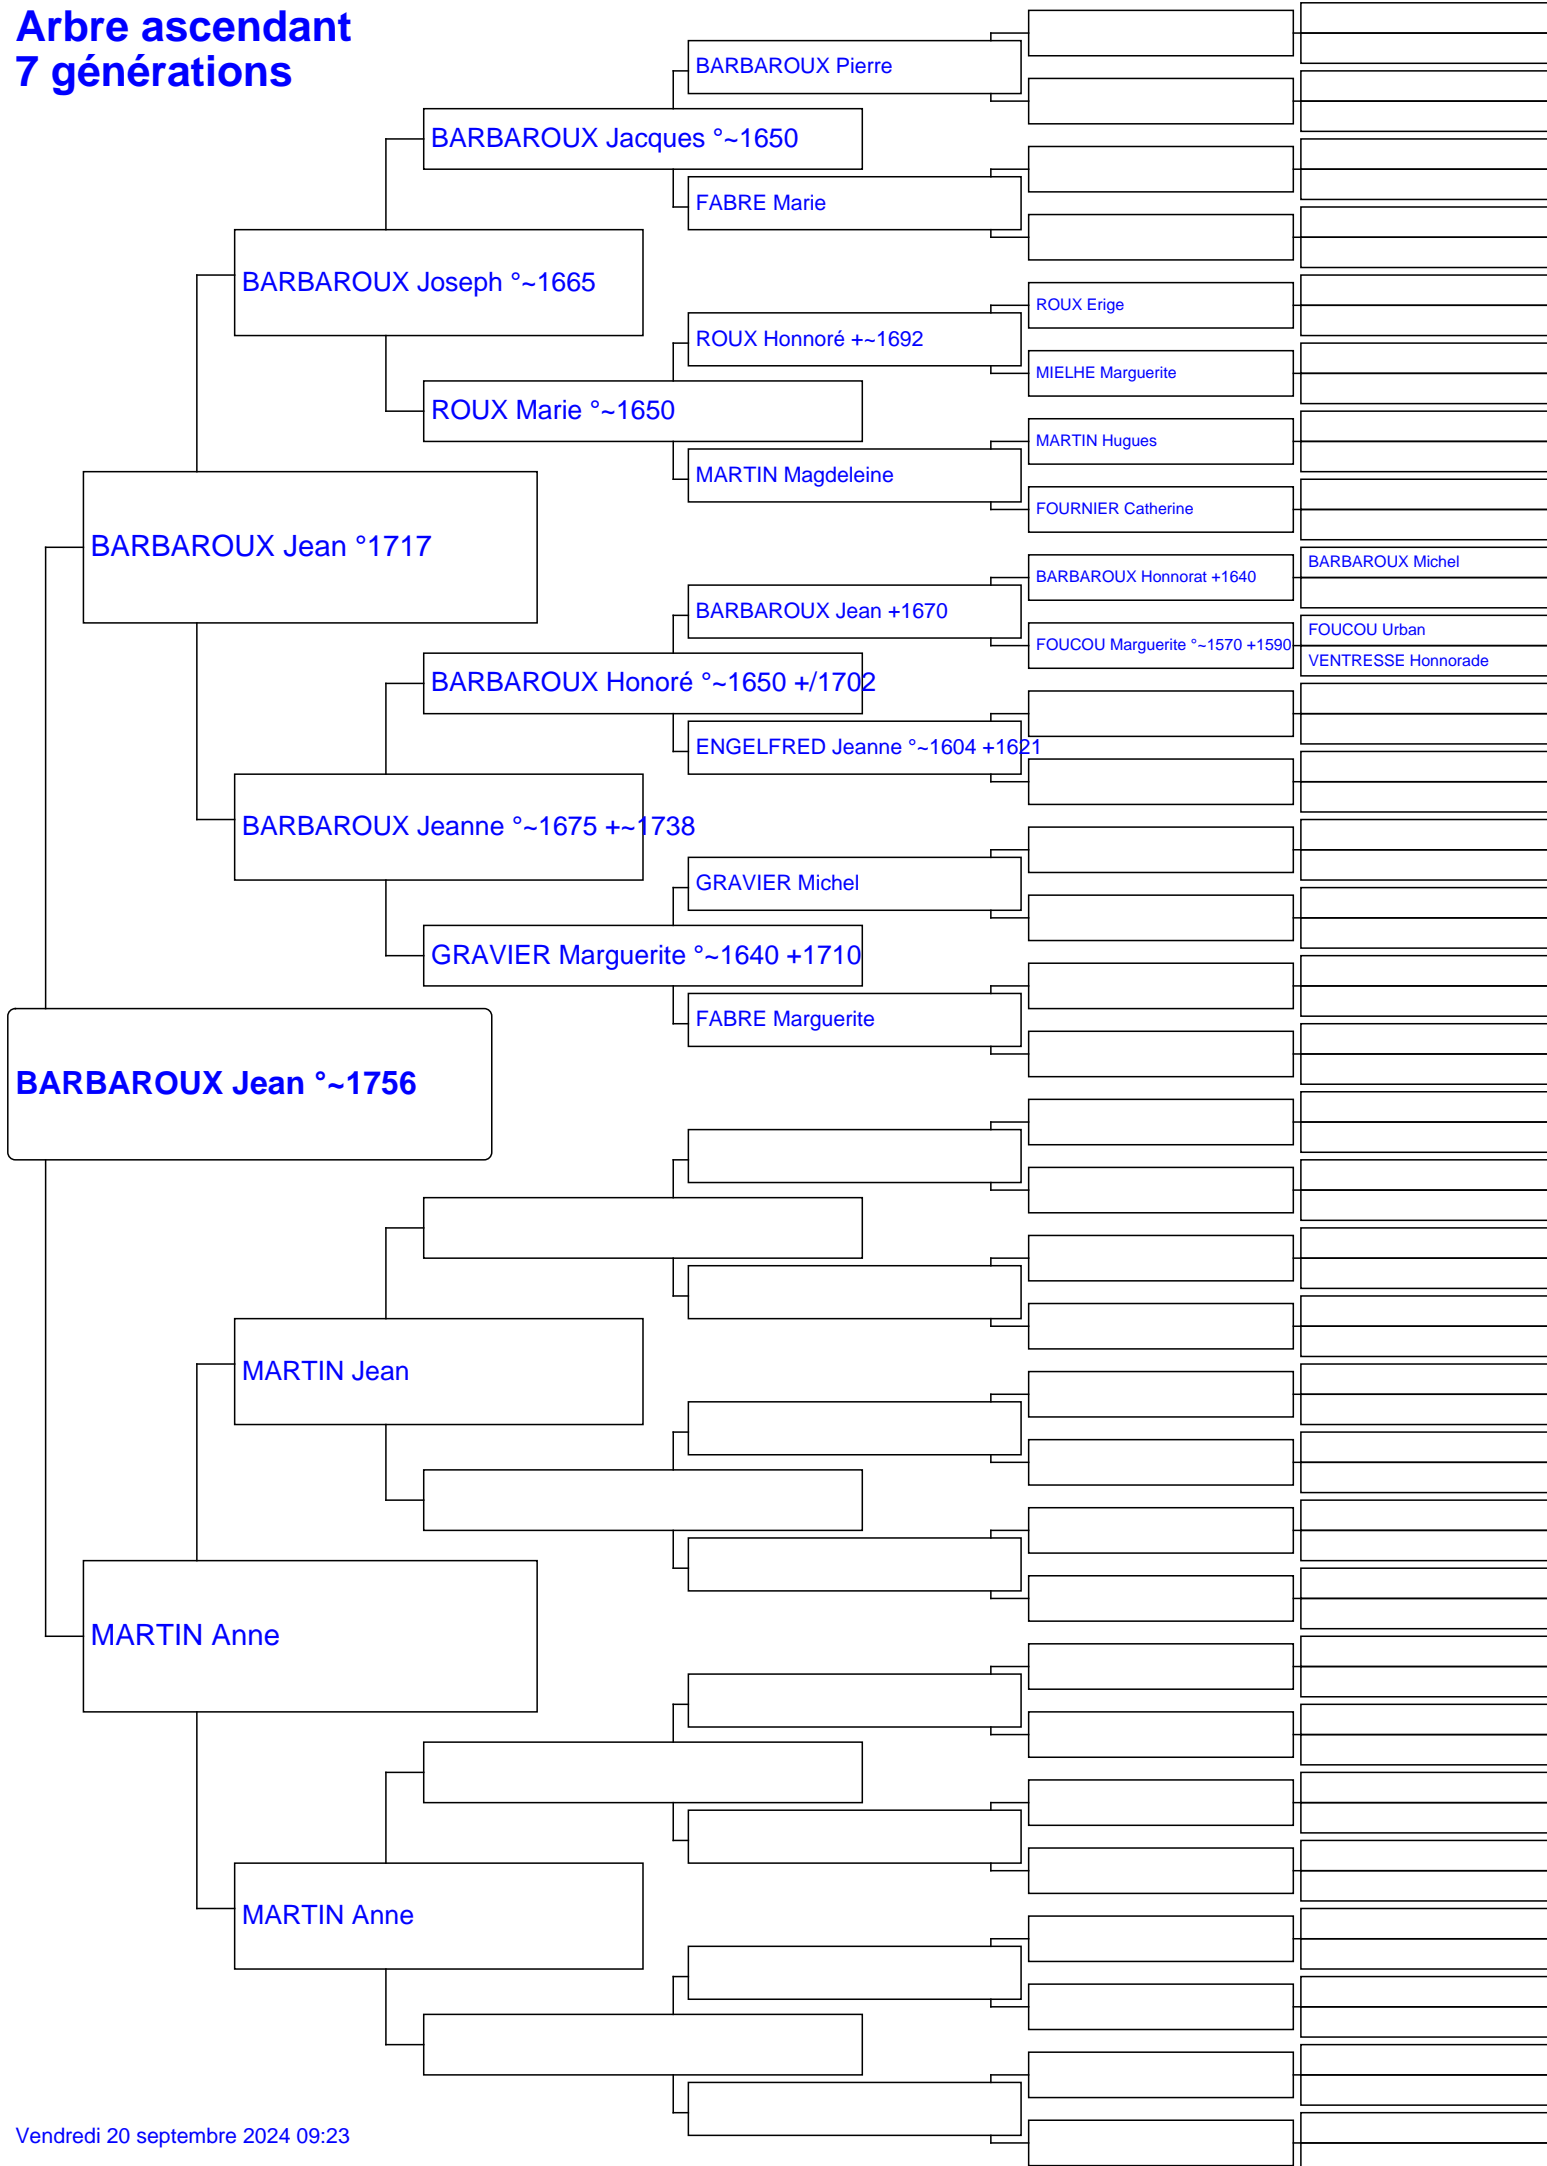 Arbre ascendant
7 générations
BARBAROUX Pierre
BARBAROUX Jacques °~1650
FABRE Marie
BARBAROUX Joseph °~1665
ROUX Erige
ROUX Honnoré +~1692
MIELHE Marguerite
ROUX Marie °~1650
MARTIN Hugues
MARTIN Magdeleine
FOURNIER Catherine
BARBAROUX Jean °1717
BARBAROUX Michel
BARBAROUX Honnorat +1640
BARBAROUX Jean +1670
FOUCOU Urban
FOUCOU Marguerite °~1570 +1590
VENTRESSE Honnorade
BARBAROUX Honoré °~1650 +/1702
ENGELFRED Jeanne °~1604 +1621
BARBAROUX Jeanne °~1675 +~1738
GRAVIER Michel
GRAVIER Marguerite °~1640 +1710
FABRE Marguerite
BARBAROUX Jean °~1756
MARTIN Jean
MARTIN Anne
MARTIN Anne
Vendredi 20 septembre 2024 09:23